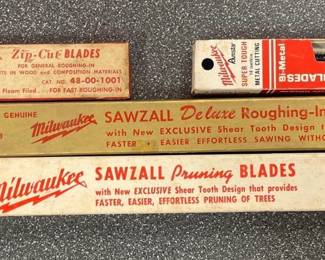 Zip-Cut BLADES
FOR GENERAL ROUGHING-IN
IN WOOD and COMPOSITION MATERIALS
CAT. NO. 48-00-1001
Pleam Filed . . . FOR FAST ROUGHING-IN
Milwaukee
SUPER TOUGH
METAL CUTTING
BLADES
Bi-Metal
GENUINE
Milwaukee
SAWZALL Deluxe Roughing-In
with New EXCLUSIVE Shear Tooth Design
FASTER - EASIER EFFORTLESS SAWING WITHOU
Milwaukee
SAWZALL Pruning BLADES
with New EXCLUSIVE Shear Tooth Design that provides
FASTER, EASIER, EFFORTLESS PRUNING OF TREES